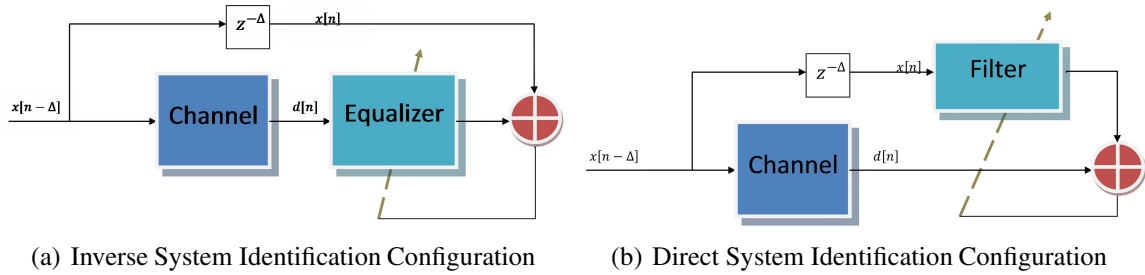 z^{-Δ}
x[n]
x[n − Δ]
Channel
d[n]
Equalizer
(a) Inverse System Identification Configuration
z^{-Δ}
x[n]
Filter
x[n − Δ]
Channel
d[n]
(b) Direct System Identification Configuration